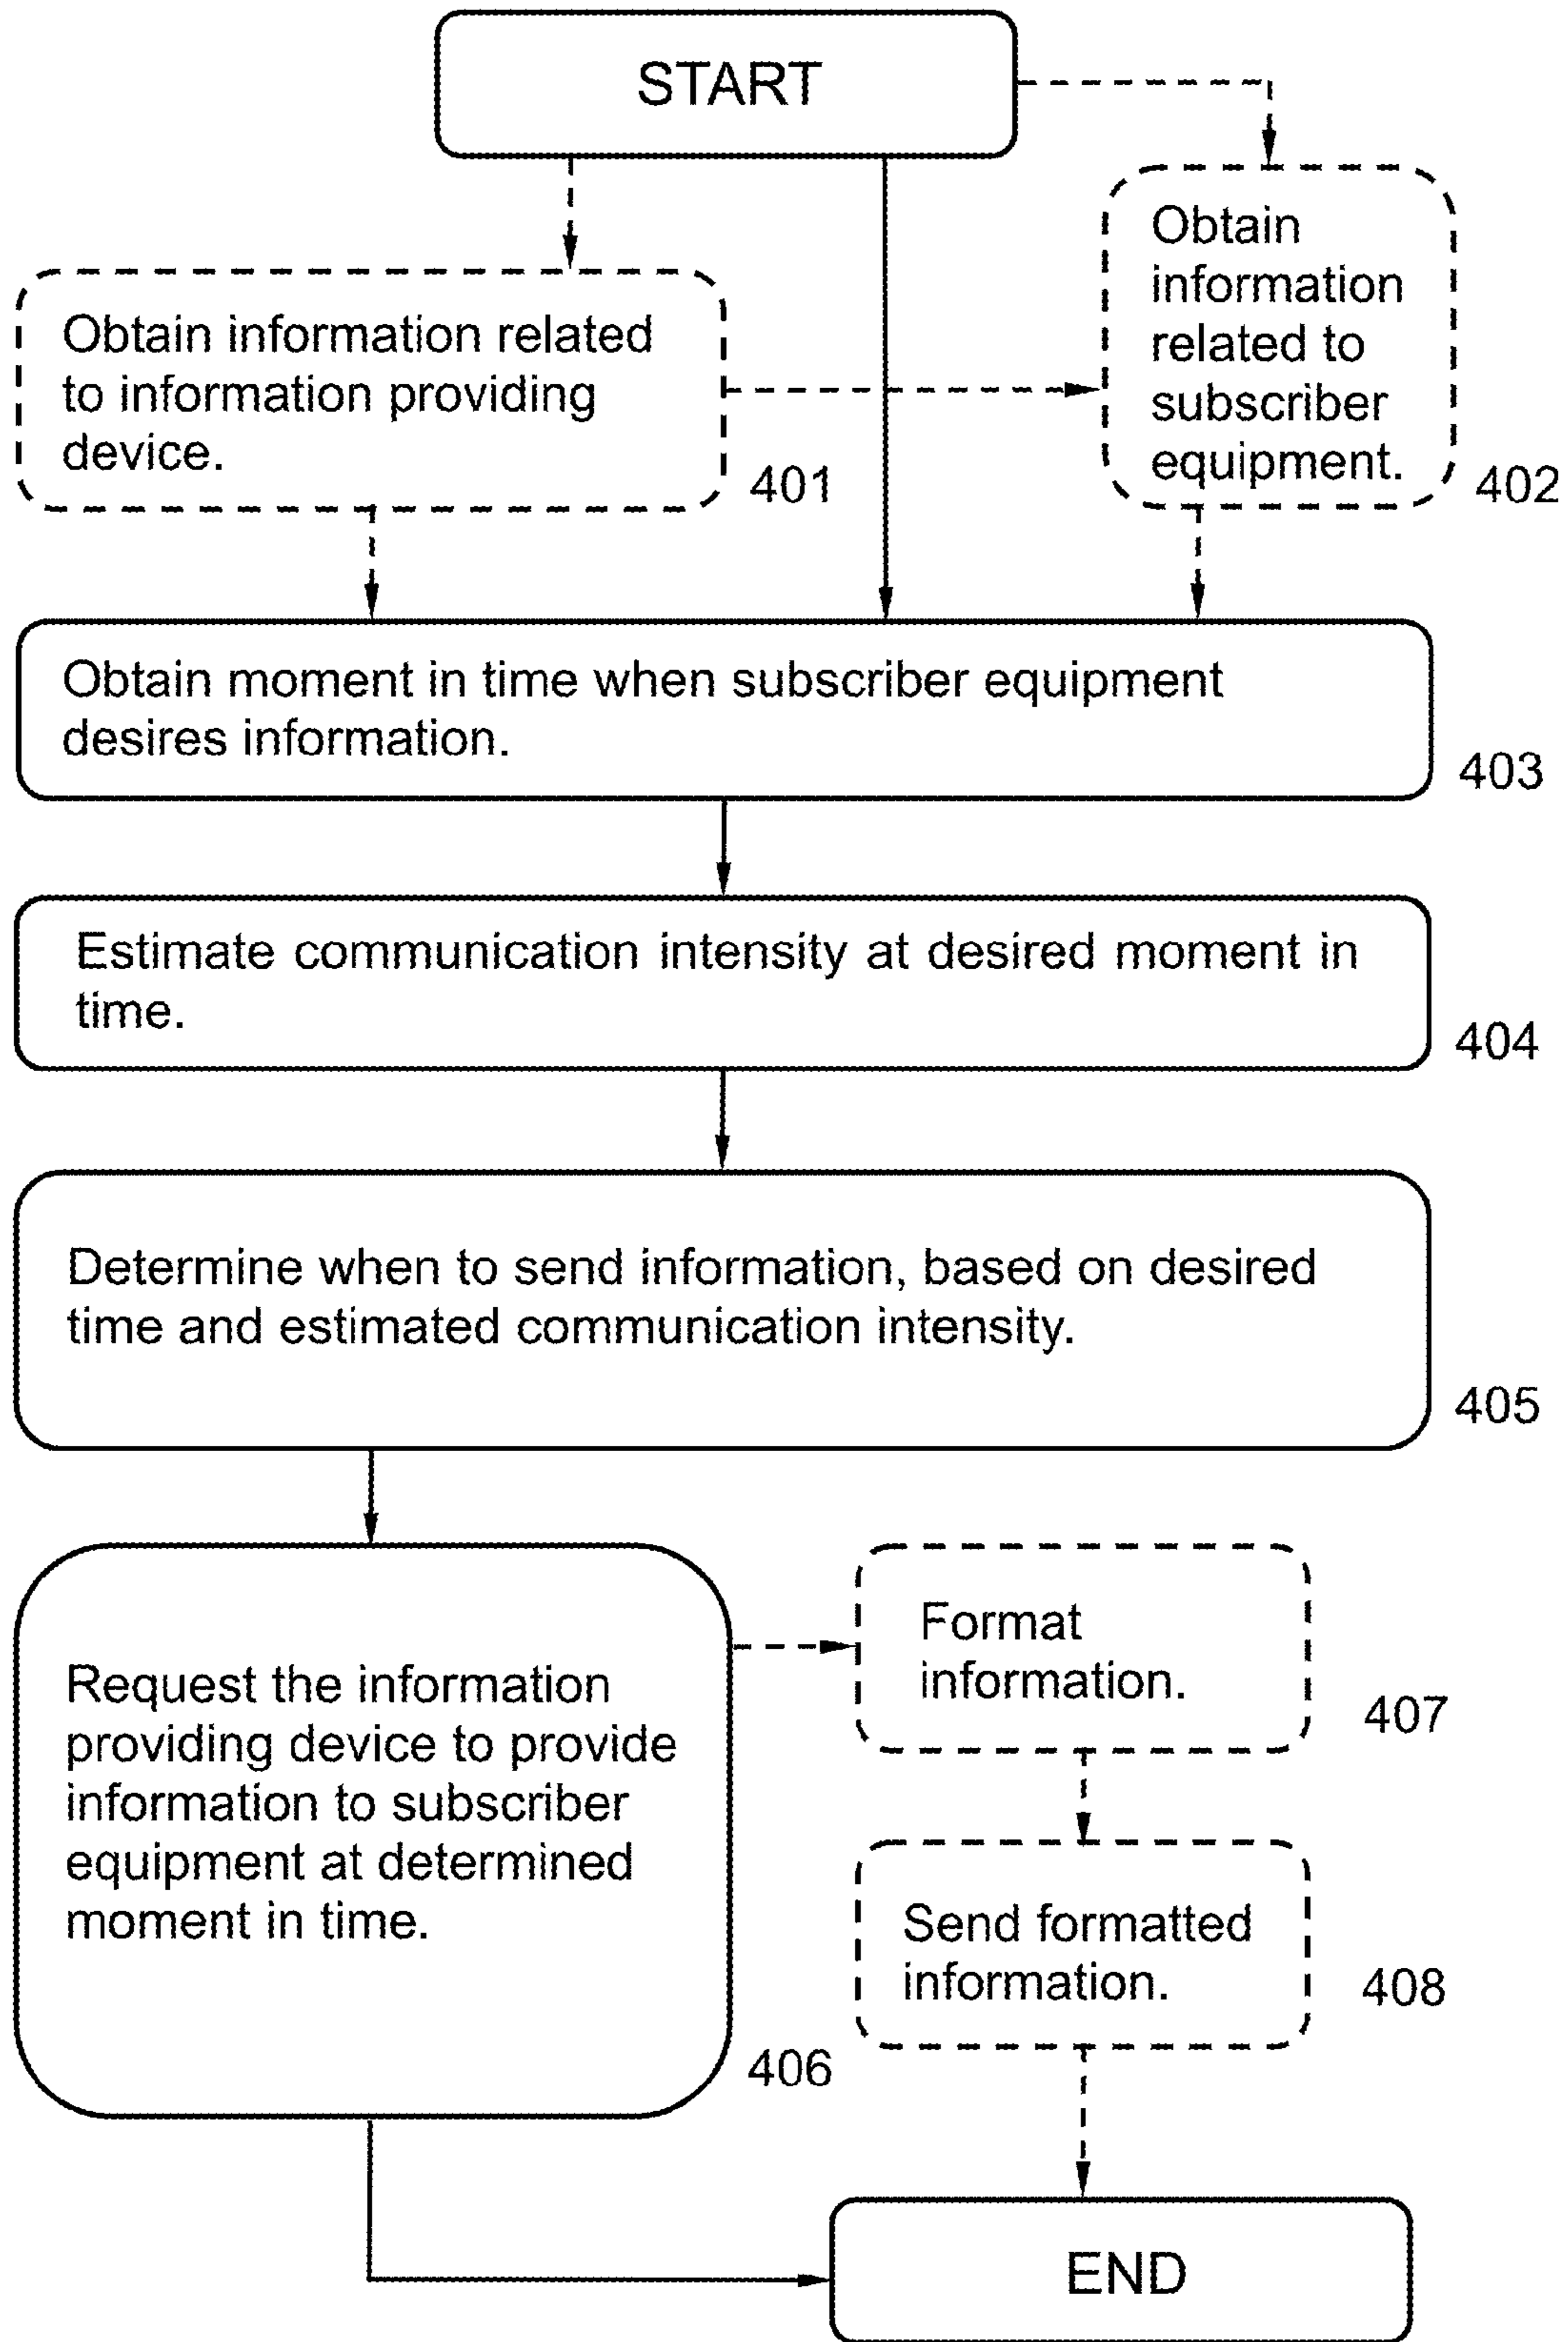 START
Obtain information related
to information providing
device.
401
Obtain
information
related to
subscriber
equipment.
402
Obtain moment in time when subscriber equipment
desires information.
403
Estimate communication intensity at desired moment in
time.
404
Determine when to send information, based on desired
time and estimated communication intensity.
405
Request the information
providing device to provide
information to subscriber
equipment at determined
moment in time.
406
Format
information.
407
Send formatted
information.
408
END